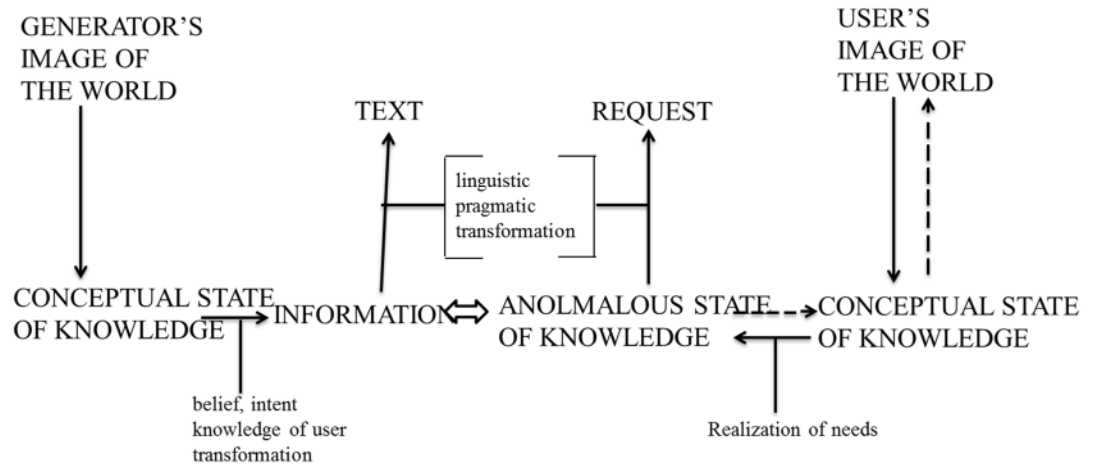 GENERATOR'S
IMAGE OF
THE WORLD
USER'S
IMAGE OF
THE WORLD
TEXT
REQUEST
linguistic
pragmatic
transformation
CONCEPTUAL STATE
OF KNOWLEDGE
INFORMATION
ANOLMALOUS STATE
OF KNOWLEDGE
CONCEPTUAL STATE
OF KNOWLEDGE
belief, intent
knowledge of user
transformation
Realization of needs